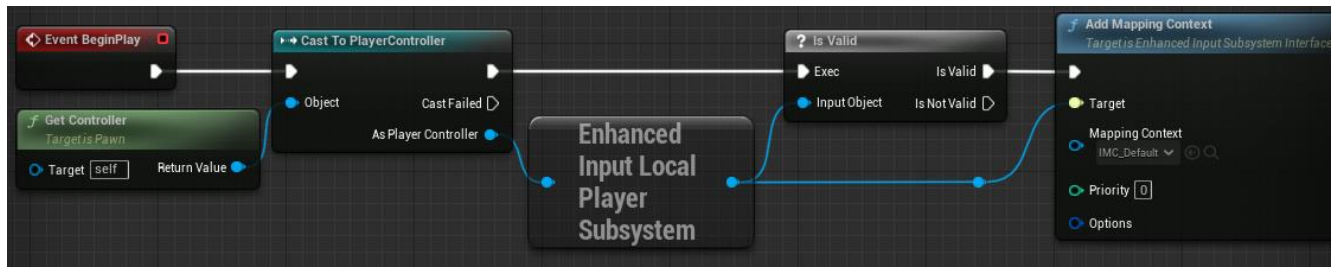 Event BeginPlay
Get Controller
Target is Pawn
Target self Return Value
Cast To PlayerController
Object Cast Failed
As Player Controller
Enhanced
Input Local
Player
Subsystem
? Is Valid
Exec Is Valid
Input Object Is Not Valid
f Add Mapping Context
Target is Enhanced Input Subsystem Interface
Target
Mapping Context
IMC_Default
Priority 0
Options